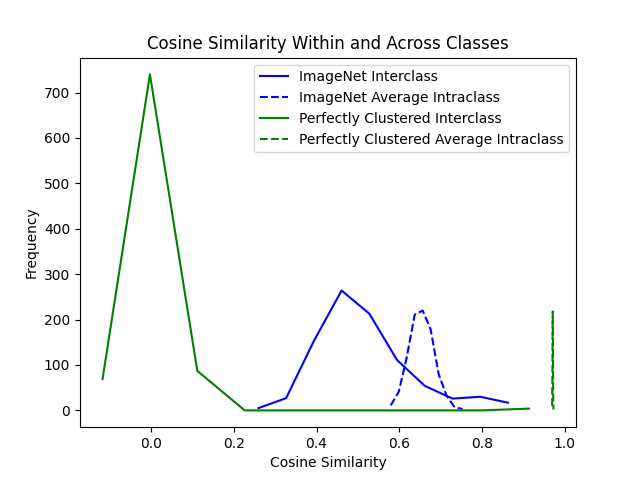 Cosine Similarity Within and Across Classes
ImageNet Interclass
ImageNet Average Intraclass
Perfectly Clustered Interclass
Perfectly Clustered Average Intraclass
Frequency
700
600
500
400
300
200
100
0
0.0 0.2 0.4 0.6 0.8 1.0
Cosine Similarity